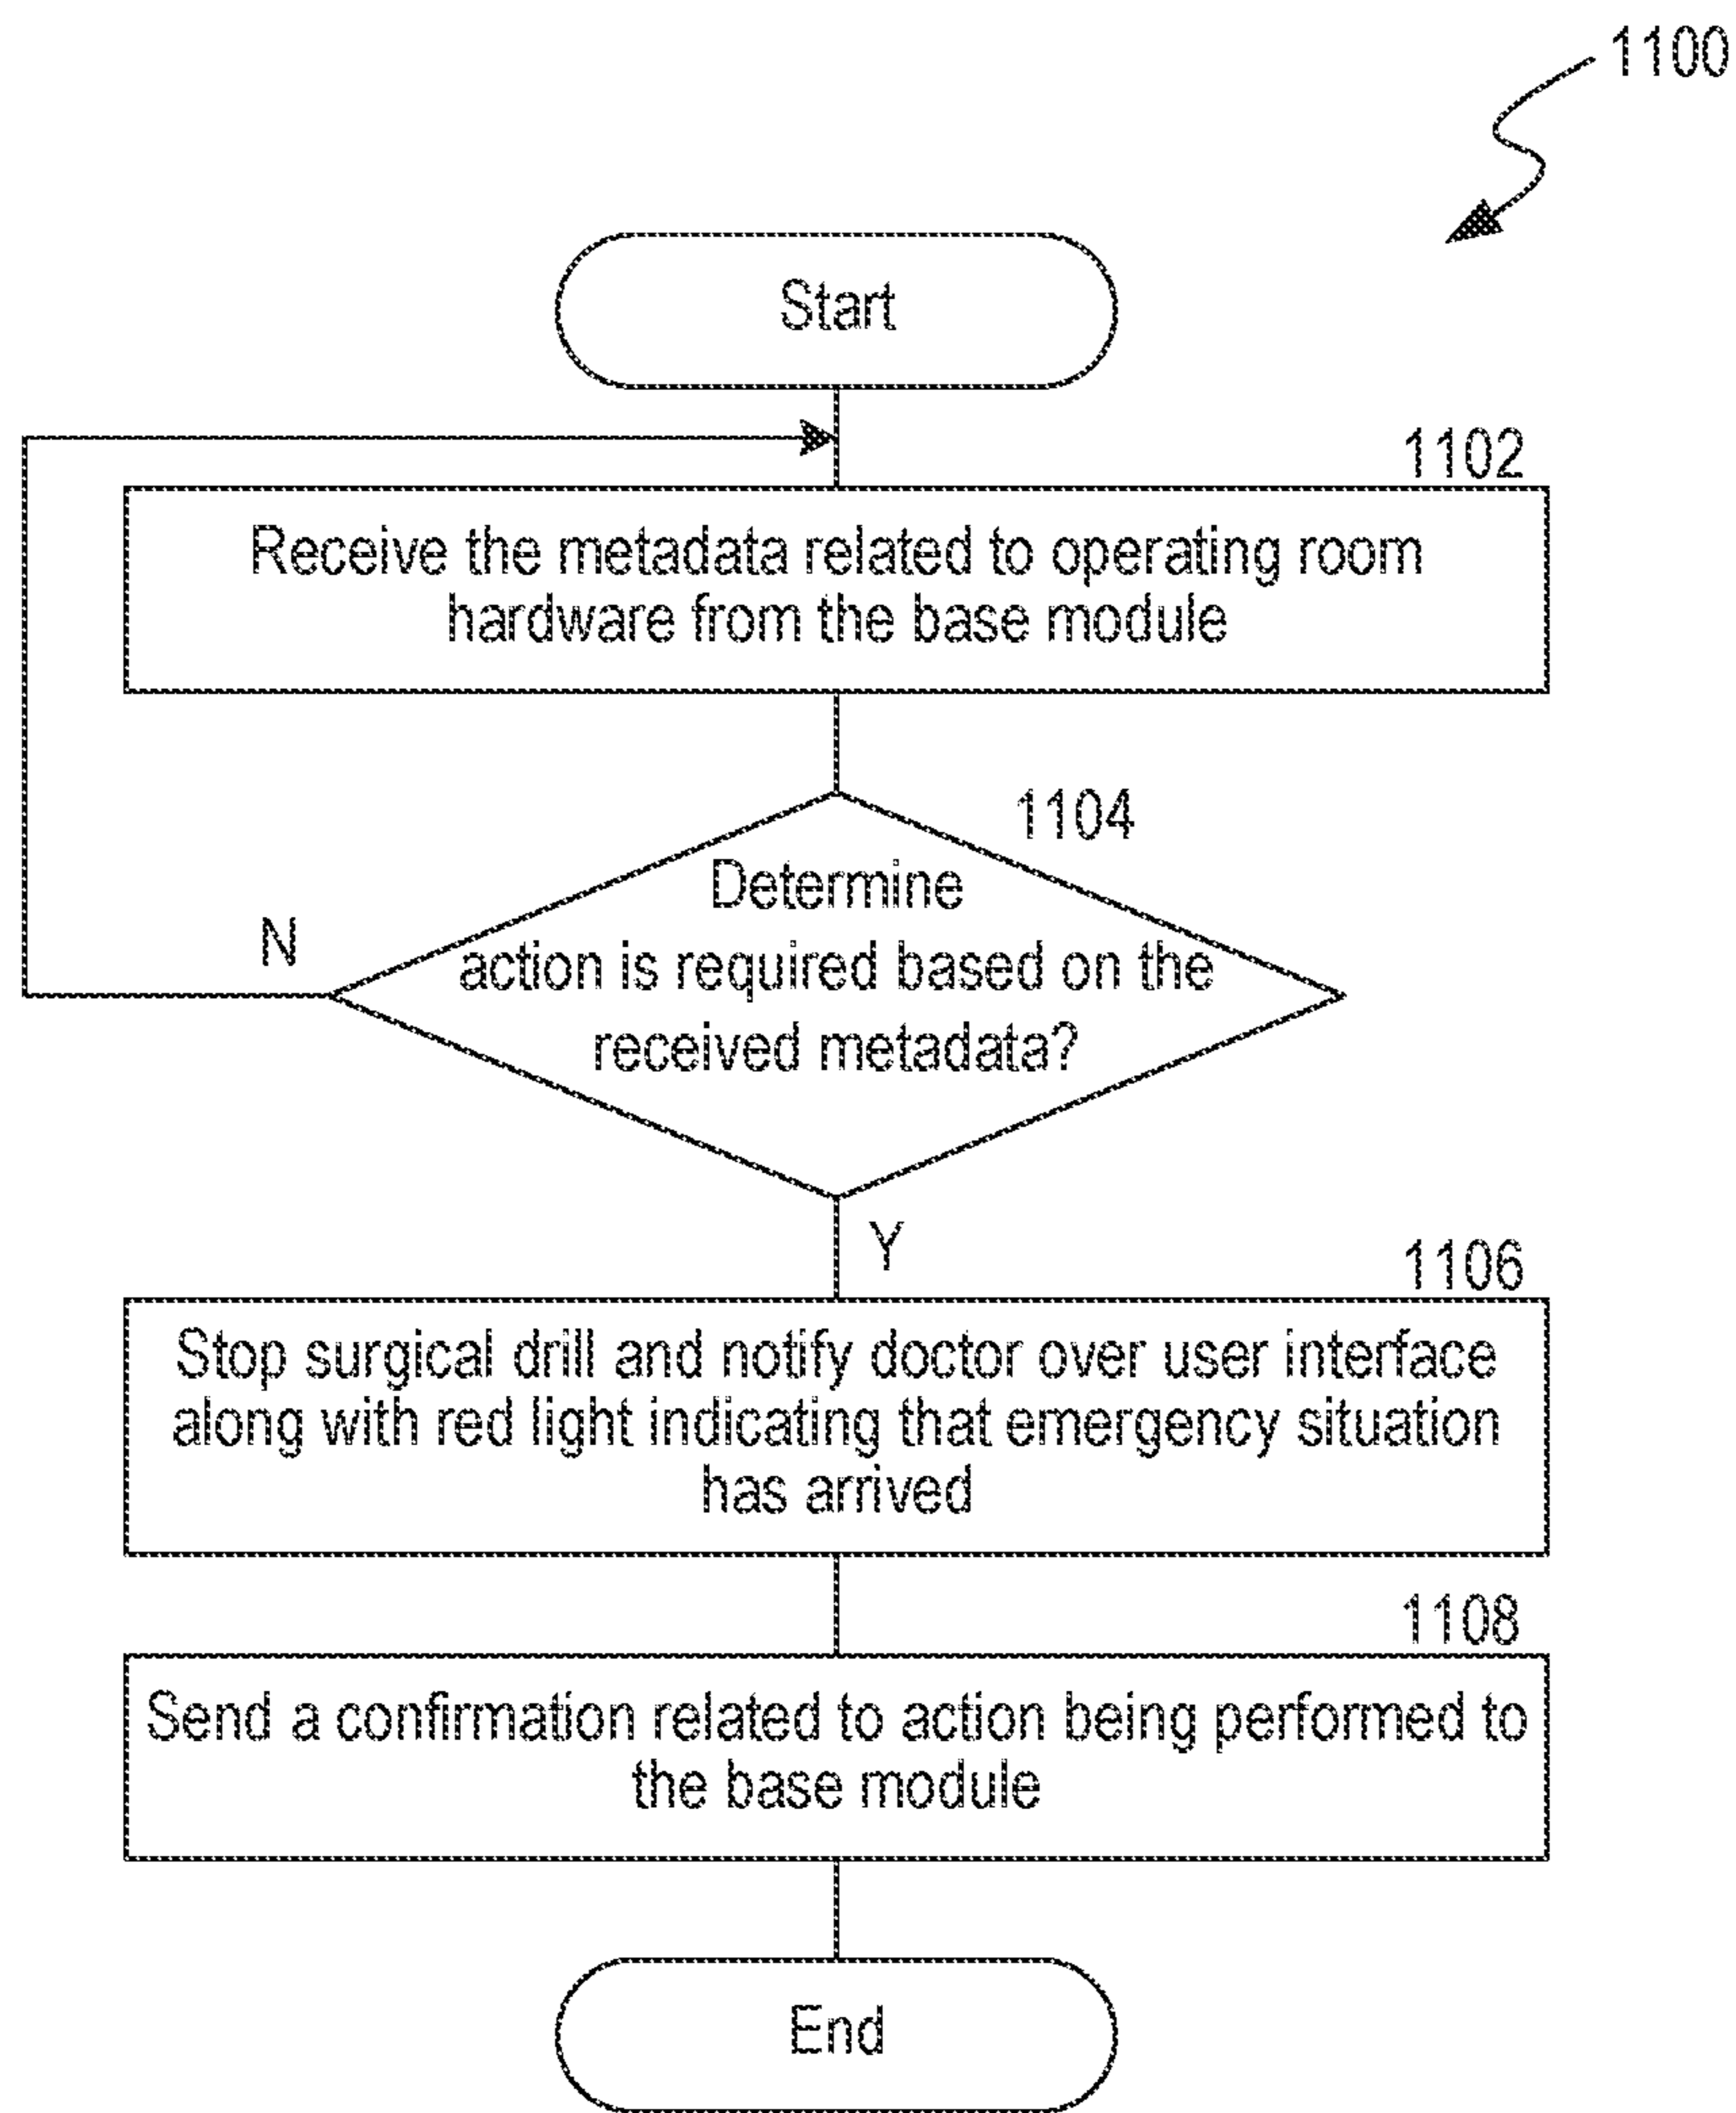 1100
Start
1102
Receive the metadata related to operating room
hardware from the base module
1104
Determine
action is required based on the
received metadata?
N
Y
1106
Stop surgical drill and notify doctor over user interface
along with red light indicating that emergency situation
has arrived
1108
Send a confirmation related to action being performed to
the base module
End